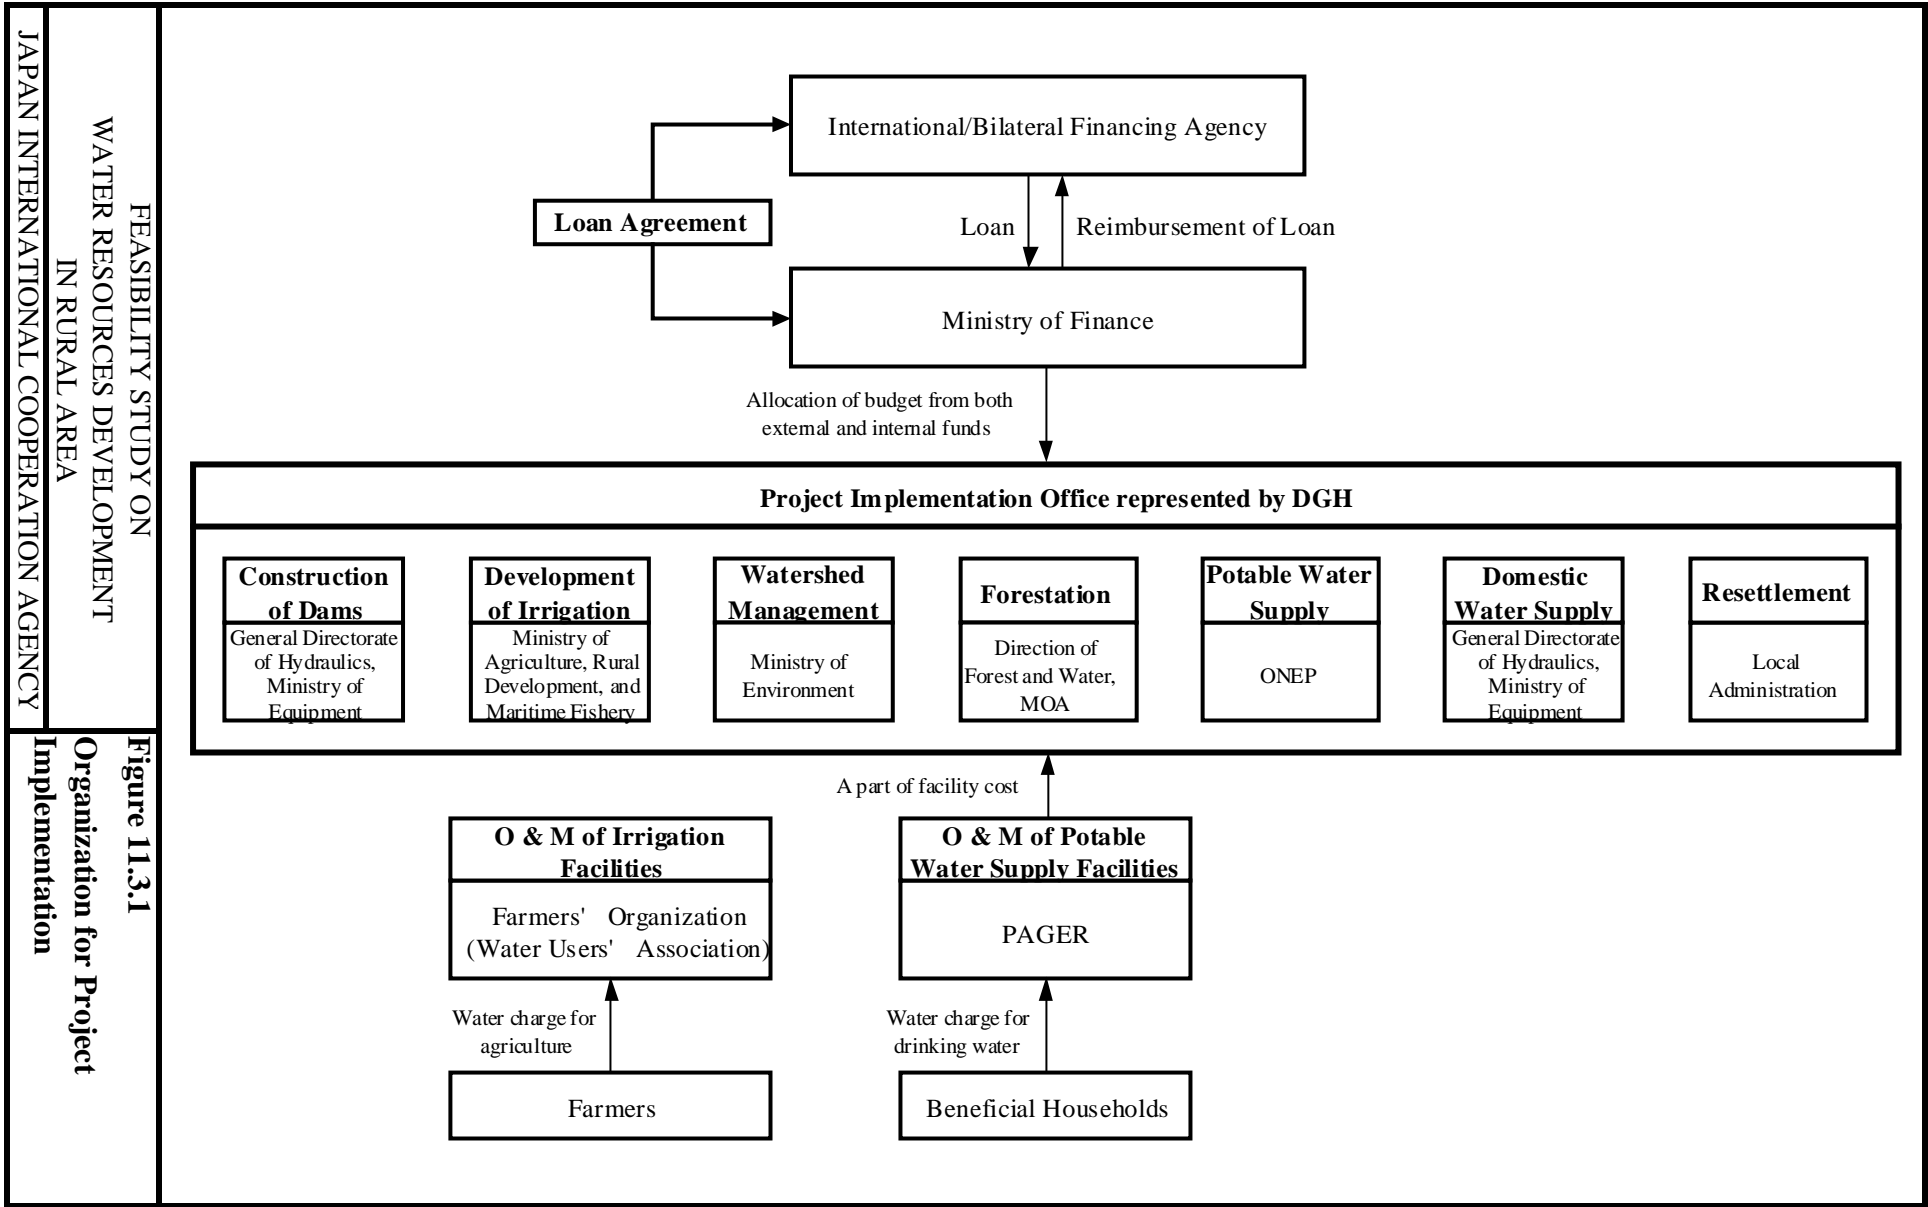 International/Bilateral Financing Agency
Loan Agreement
Loan
Reimbursement of Loan
Ministry of Finance
Allocation of budget from both
external and internal funds
Project Implementation Office represented by DGH
Construction
of Dams
General Directorate
of Hydraulics,
Ministry of
Equipment
Development
of Irrigation
Ministry of
Agriculture, Rural
Development, and
Maritime Fishery
Watershed
Management
Ministry of
Environment
Forestation
Direction of
Forest and Water,
MOA
Potable Water
Supply
ONEP
Domestic
Water Supply
General Directorate
of Hydraulics,
Ministry of
Equipment
Resettlement
Local
Administration
A part of facility cost
O & M of Irrigation
Facilities
Farmers' Organization
(Water Users' Association)
O & M of Potable
Water Supply Facilities
PAGER
Water charge for
agriculture
Water charge for
drinking water
Farmers
Beneficial Households
FEASIBILITY STUDY ON
WATER RESOURCES DEVELOPMENT
IN RURAL AREA
JAPAN INTERNATIONAL COOPERATION AGENCY
Figure 11.3.1
Organization for Project
Implementation